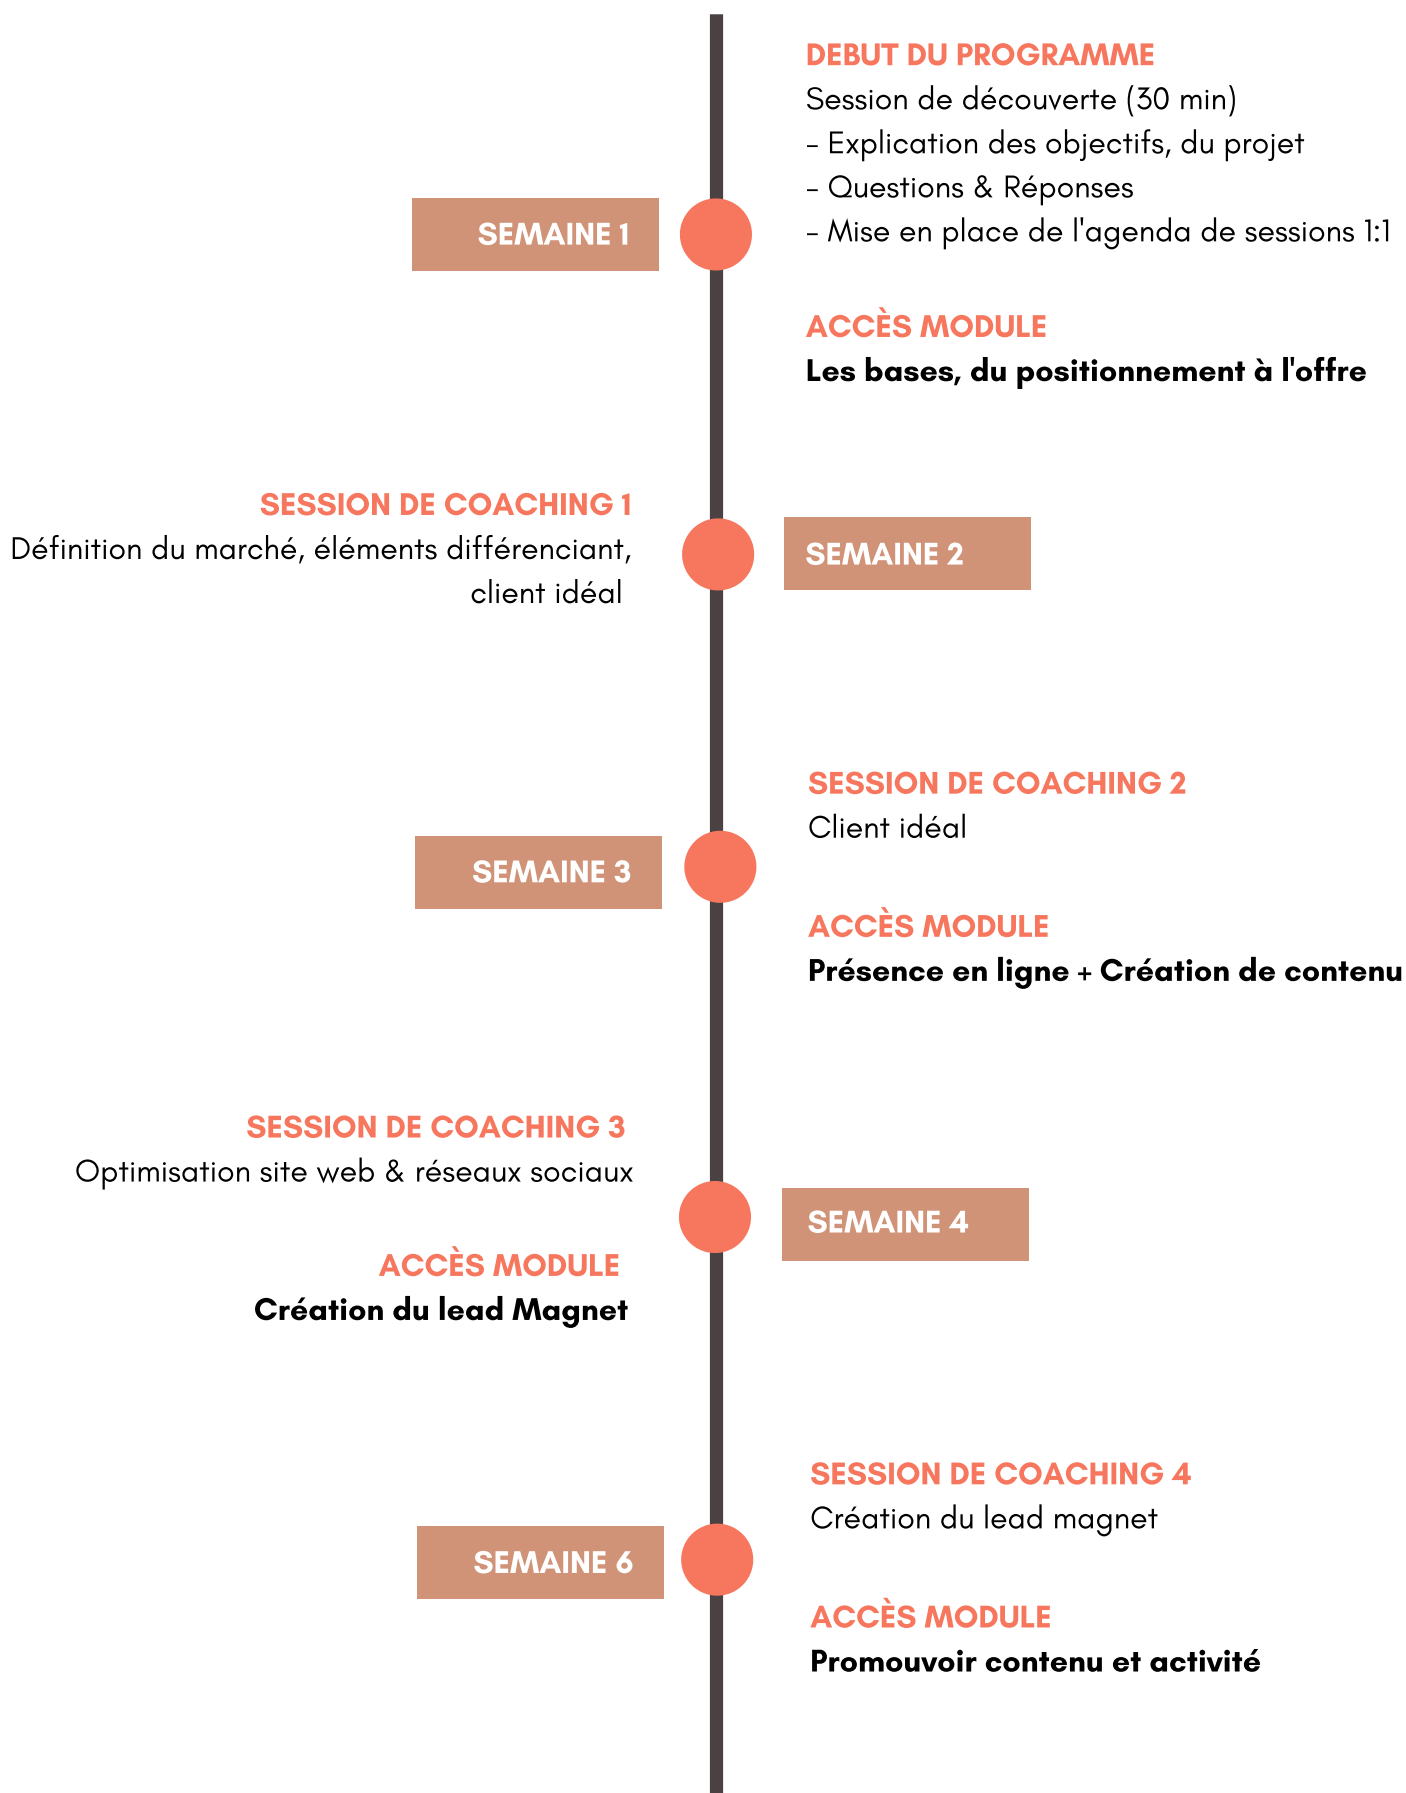 DEBUT DU PROGRAMME
Session de découverte (30 min)
- Explication des objectifs, du projet
- Questions & Réponses
- Mise en place de l'agenda de sessions 1:1
SEMAINE 1
ACCÈS MODULE
Les bases, du positionnement à l'offre
SESSION DE COACHING 1
Définition du marché, éléments différenciant,
client idéal
SEMAINE 2
SESSION DE COACHING 2
Client idéal
SEMAINE 3
ACCÈS MODULE
Présence en ligne + Création de contenu
SESSION DE COACHING 3
Optimisation site web & réseaux sociaux
SEMAINE 4
ACCÈS MODULE
Création du lead Magnet
SESSION DE COACHING 4
Création du lead magnet
SEMAINE 6
ACCÈS MODULE
Promouvoir contenu et activité